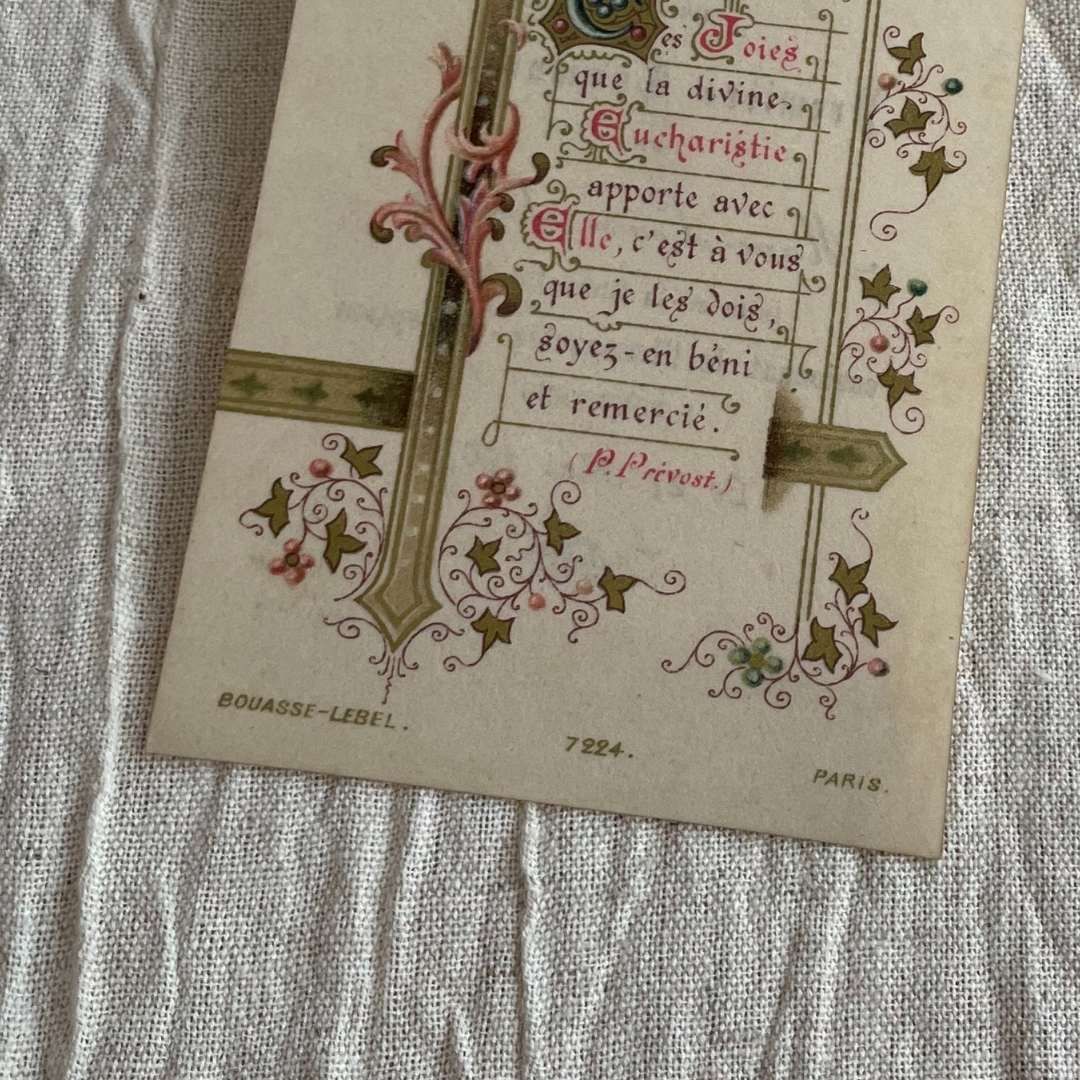 Ces Joies
que la divine
Eucharistie
apporte avec
Elle, c'est à vous
que je les dois,
soyez-en béni
et remercié.
(P. Prévost.)
BOUASSE-LEBEL.
7224.
PARIS.